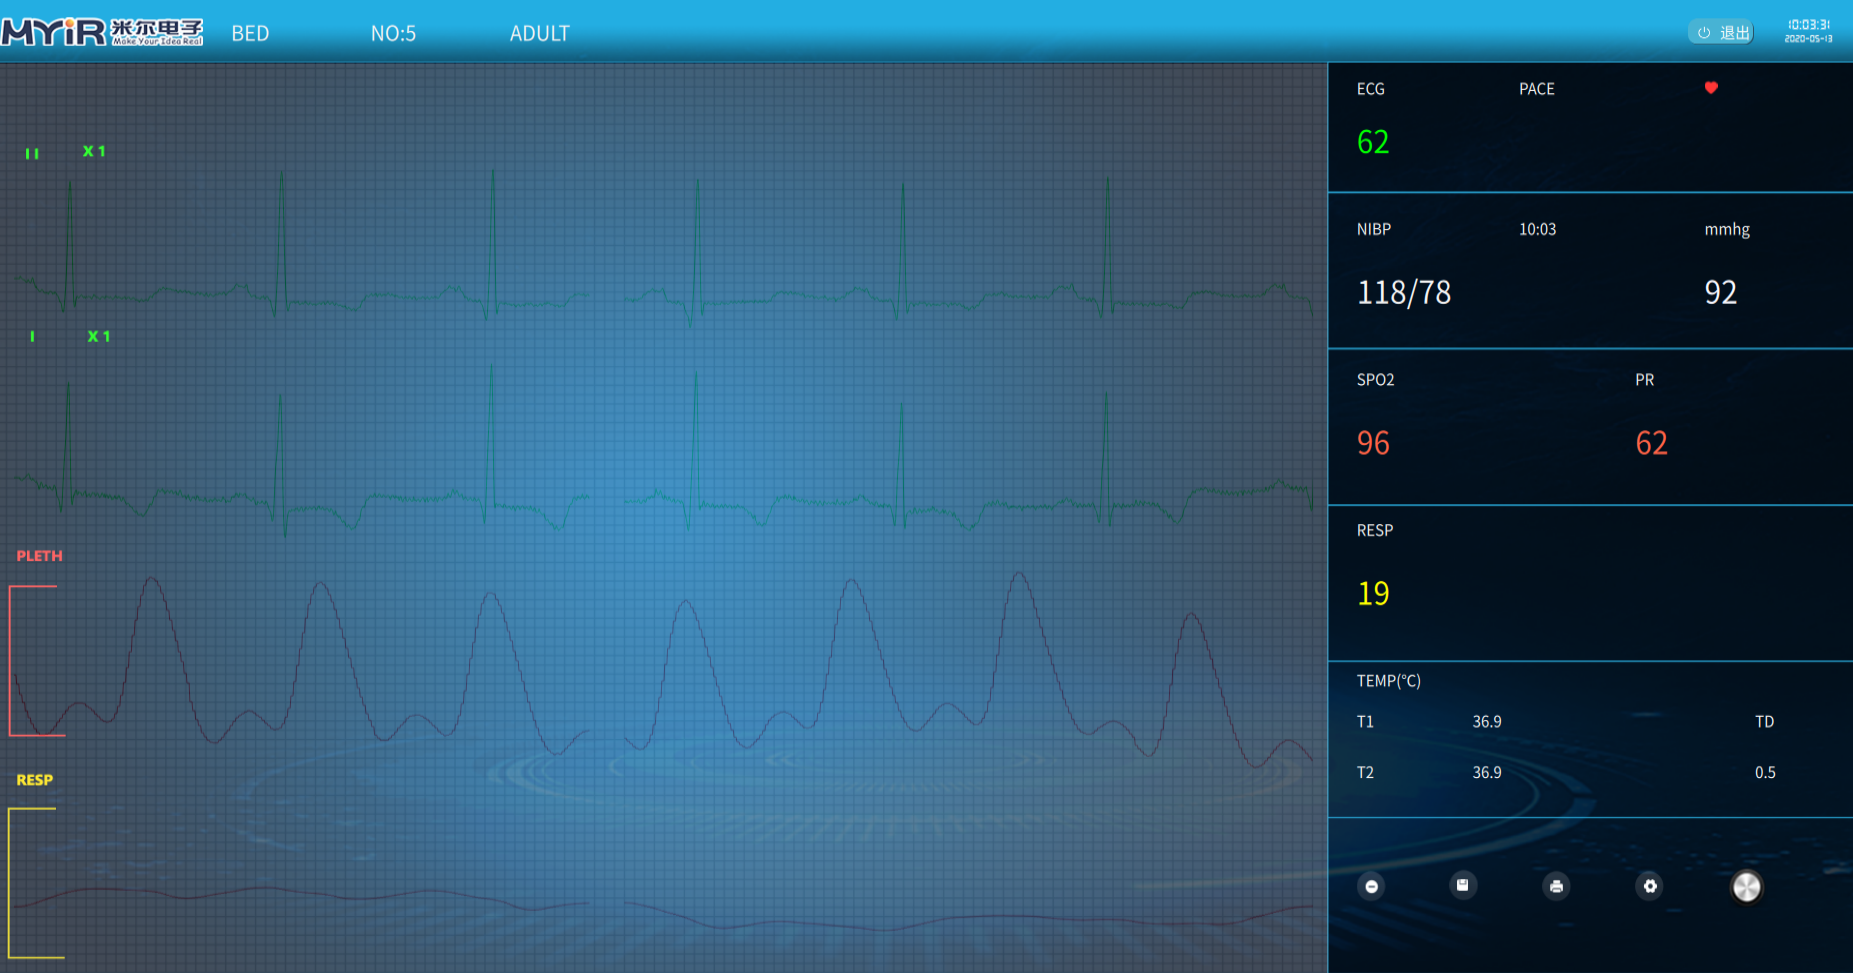 MYiR 米尔电子
Make Your Idea Real
BED NO:5 ADULT
退出
10:03:31
2020-05-13
II X 1
I X 1
PLETH
RESP
ECG PACE
62
NIBP 10:03 mmhg
118/78 92
SPO2 PR
96 62
RESP
19
TEMP(°C)
T1 36.9 TD
T2 36.9 0.5